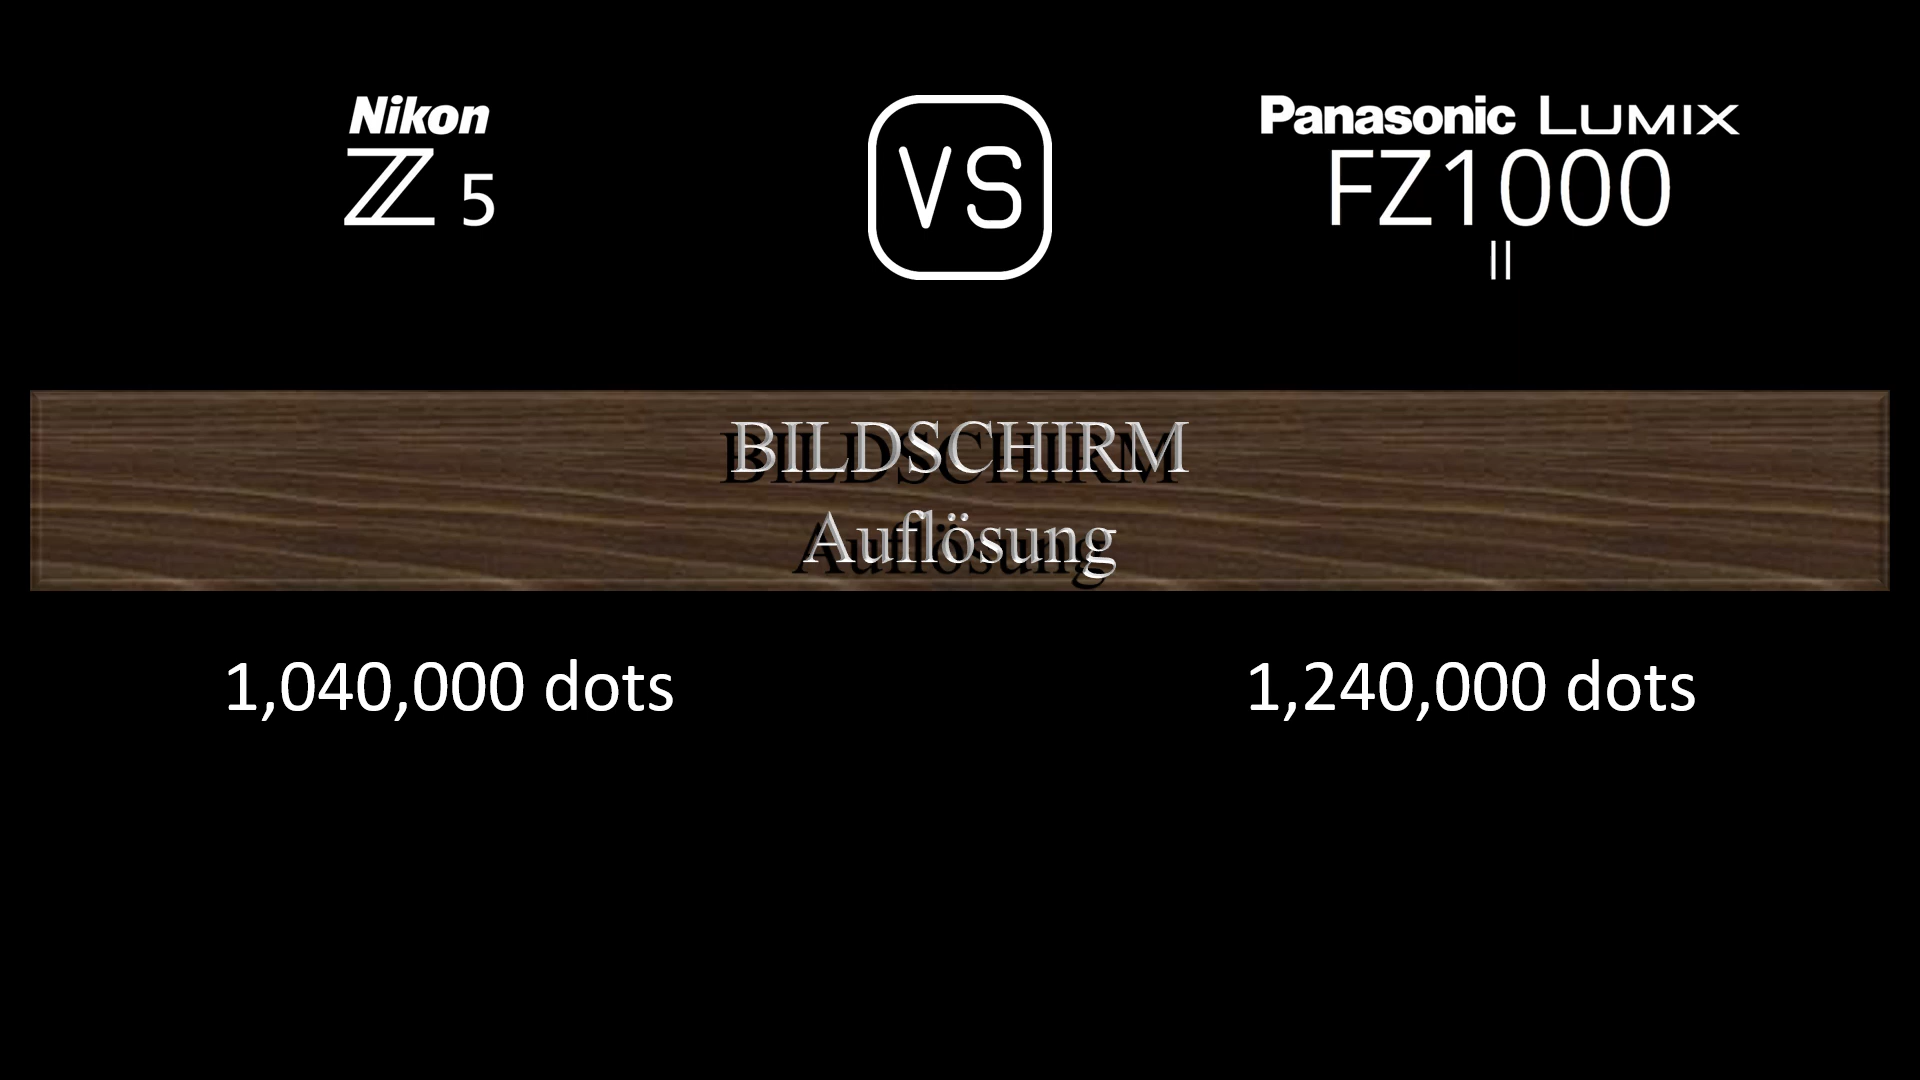 Nikon
Z 5
VS
Panasonic LUMIX
FZ1000
II
BILDSCHIRM
Auflösung
1,040,000 dots
1,240,000 dots